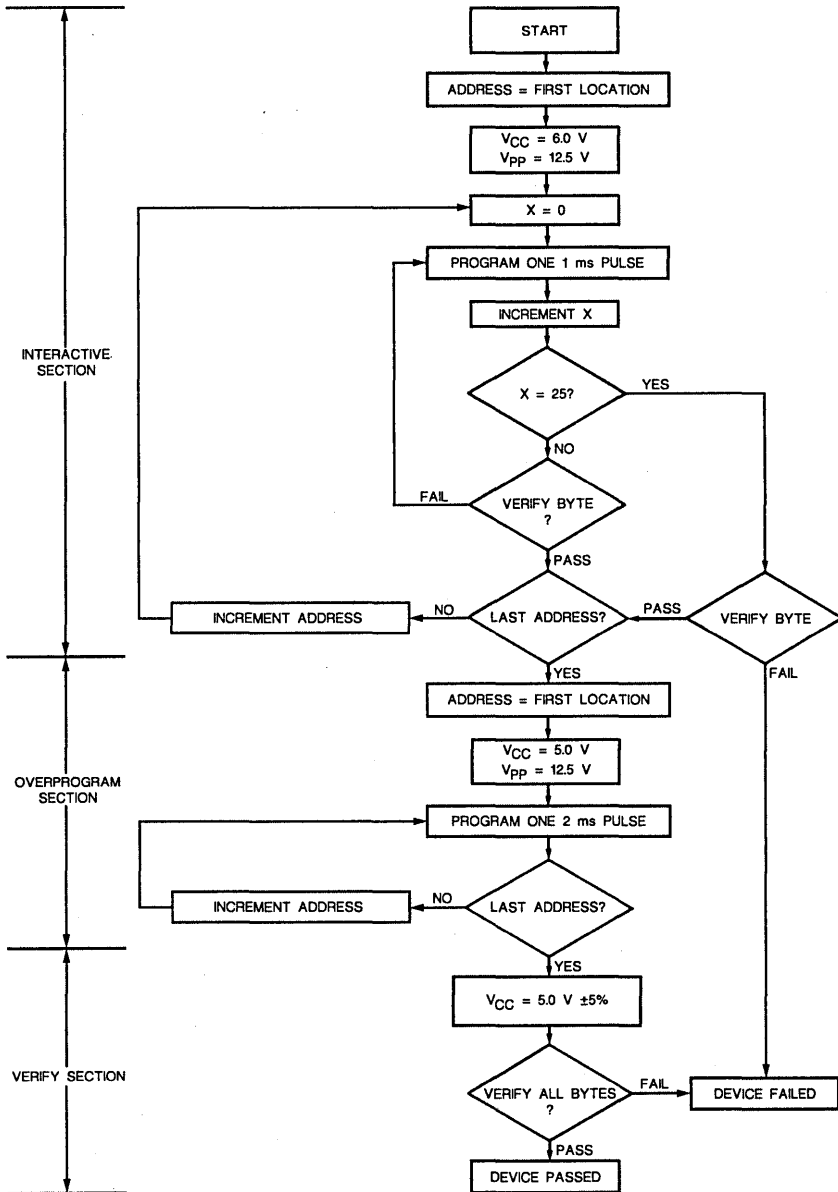 START
ADDRESS = FIRST LOCATION
VCC = 6.0 V
VPP = 12.5 V
X = 0
PROGRAM ONE 1 ms PULSE
INCREMENT X
INTERACTIVE
SECTION
X = 25?
YES
NO
FAIL
VERIFY BYTE
?
PASS
INCREMENT ADDRESS
NO
LAST ADDRESS?
PASS
VERIFY BYTE
YES
FAIL
ADDRESS = FIRST LOCATION
VCC = 5.0 V
VPP = 12.5 V
OVERPROGRAM
SECTION
PROGRAM ONE 2 ms PULSE
INCREMENT ADDRESS
NO
LAST ADDRESS?
YES
VCC = 5.0 V ±5%
VERIFY SECTION
VERIFY ALL BYTES
?
FAIL
DEVICE FAILED
PASS
DEVICE PASSED